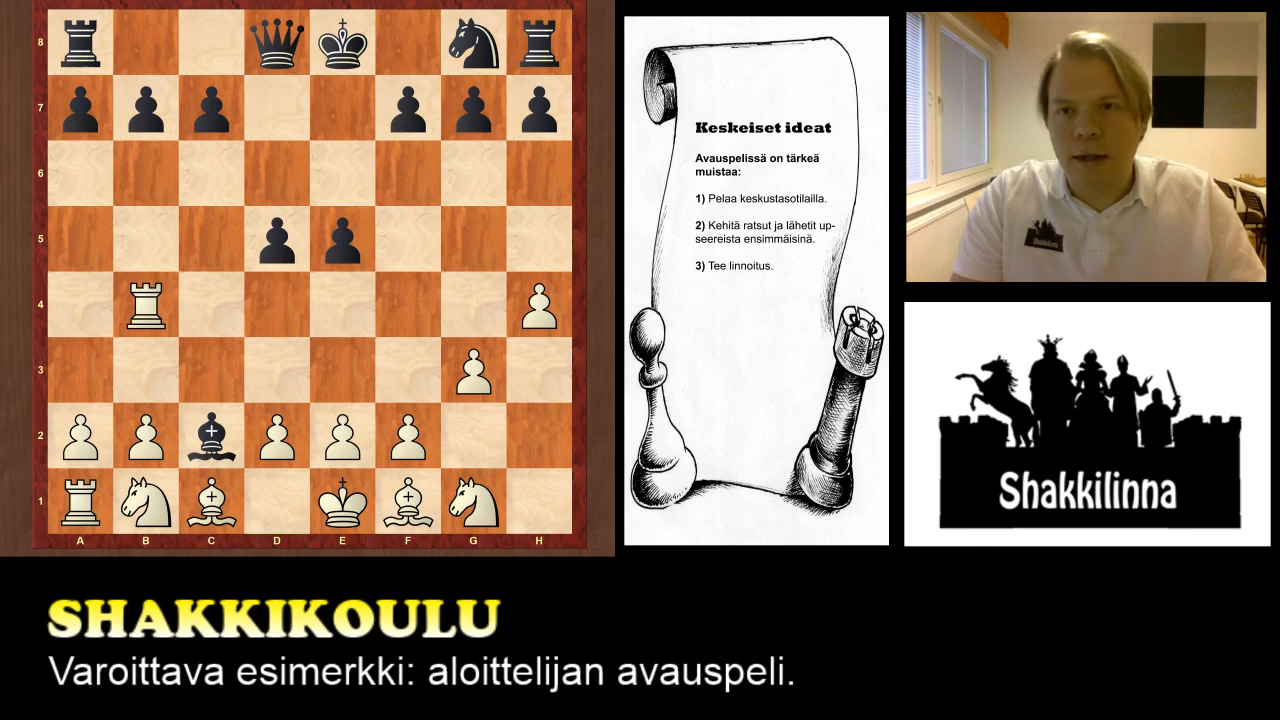 8
7
6
5
4
3
2
1
A B C D E F G H
Keskeiset ideat
Avauspelissä on tärkeä
muistaa:
1) Pelaa keskustasotilailla.
2) Kehitä ratsut ja lähetit up-
seereista ensimmäisinä.
3) Tee linnoitus.
Shakkilinna
SHAKKIKOULU
Varoittava esimerkki: aloittelijan avauspeli.